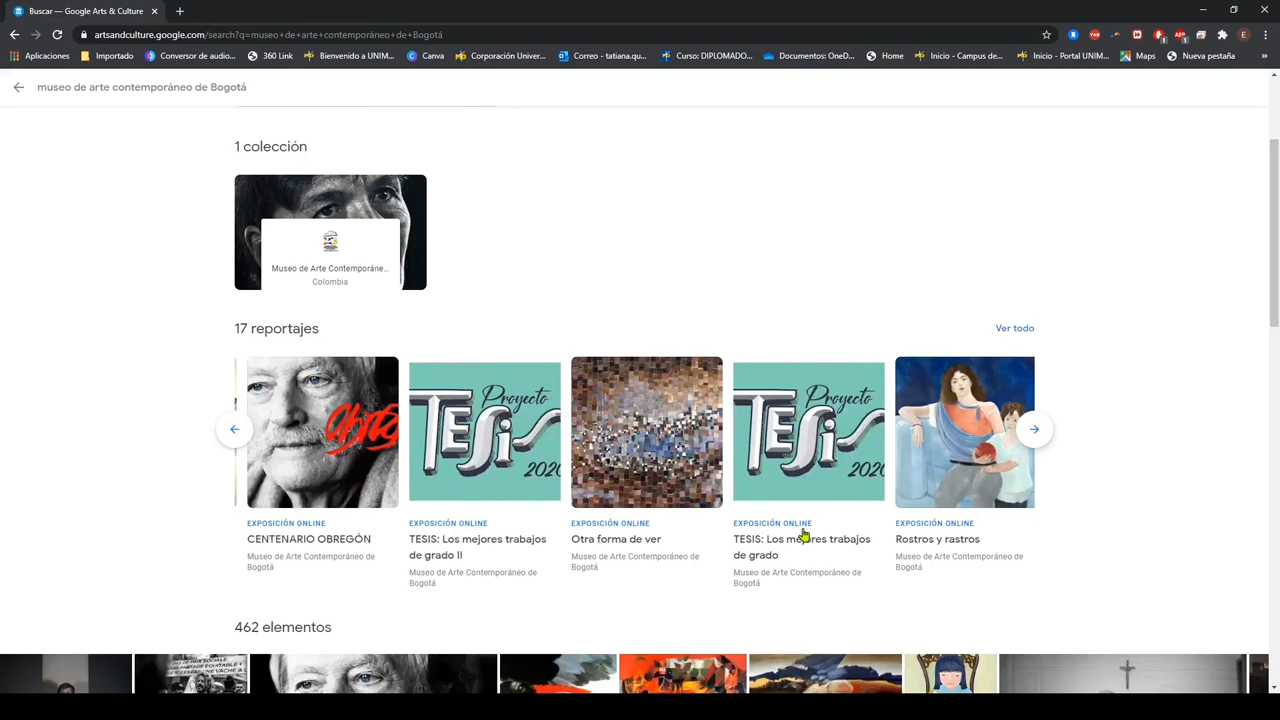 Buscar — Google Arts & Culture
artsandculture.google.com/search?q=museo de arte contemporáneo de Bogotá
Aplicaciones Importado Conversor de audio... 360 Link Bienvenido a UNIM... Canva Corporación Univer... Correo - tatiana.qu... Curso: DIPLOMADO... Documentos: OneD... Home Inicio - Campus de... Inicio - Portal UNIM... Maps Nueva pestaña
museo de arte contemporáneo de Bogotá
1 colección
Museo de Arte Contemporáne...
Colombia
17 reportajes
Ver todo
Proyecto Proyecto
TESIS TESIS
2020 2020
EXPOSICIÓN ONLINE EXPOSICIÓN ONLINE EXPOSICIÓN ONLINE EXPOSICIÓN ONLINE EXPOSICIÓN ONLINE
CENTENARIO OBREGÓN
Museo de Arte Contemporáneo de
Bogotá
TESIS: Los mejores trabajos
de grado II
Museo de Arte Contemporáneo de
Bogotá
Otra forma de ver
Museo de Arte Contemporáneo de
Bogotá
TESIS: Los mejores trabajos
de grado
Museo de Arte Contemporáneo de
Bogotá
Rostros y rastros
Museo de Arte Contemporáneo de
Bogotá
462 elementos